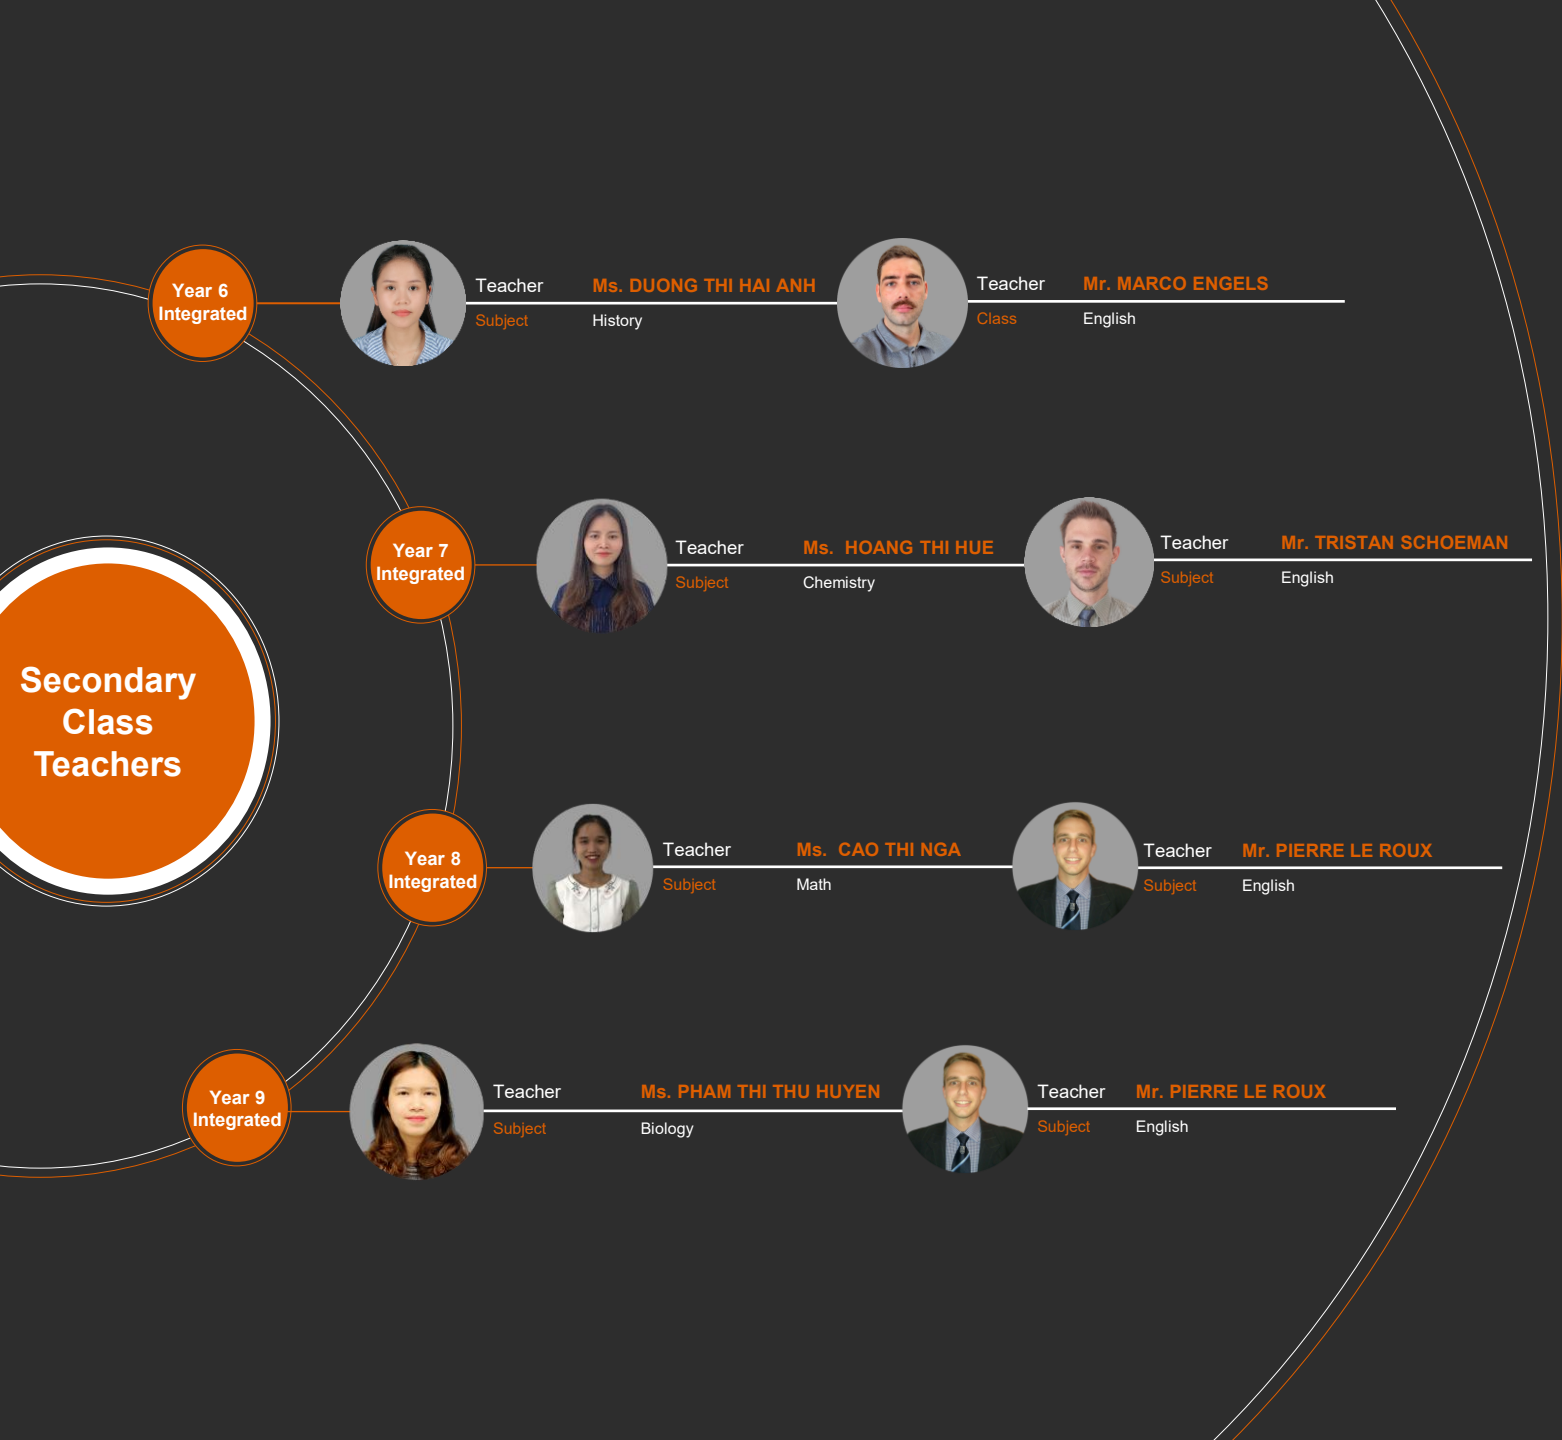 Secondary
Class
Teachers
Year 6
Integrated
Teacher Ms. DUONG THI HAI ANH
Subject History
Teacher Mr. MARCO ENGELS
Class English
Year 7
Integrated
Teacher Ms. HOANG THI HUE
Subject Chemistry
Teacher Mr. TRISTAN SCHOEMAN
Subject English
Year 8
Integrated
Teacher Ms. CAO THI NGA
Subject Math
Teacher Mr. PIERRE LE ROUX
Subject English
Year 9
Integrated
Teacher Ms. PHAM THI THU HUYEN
Subject Biology
Teacher Mr. PIERRE LE ROUX
Subject English